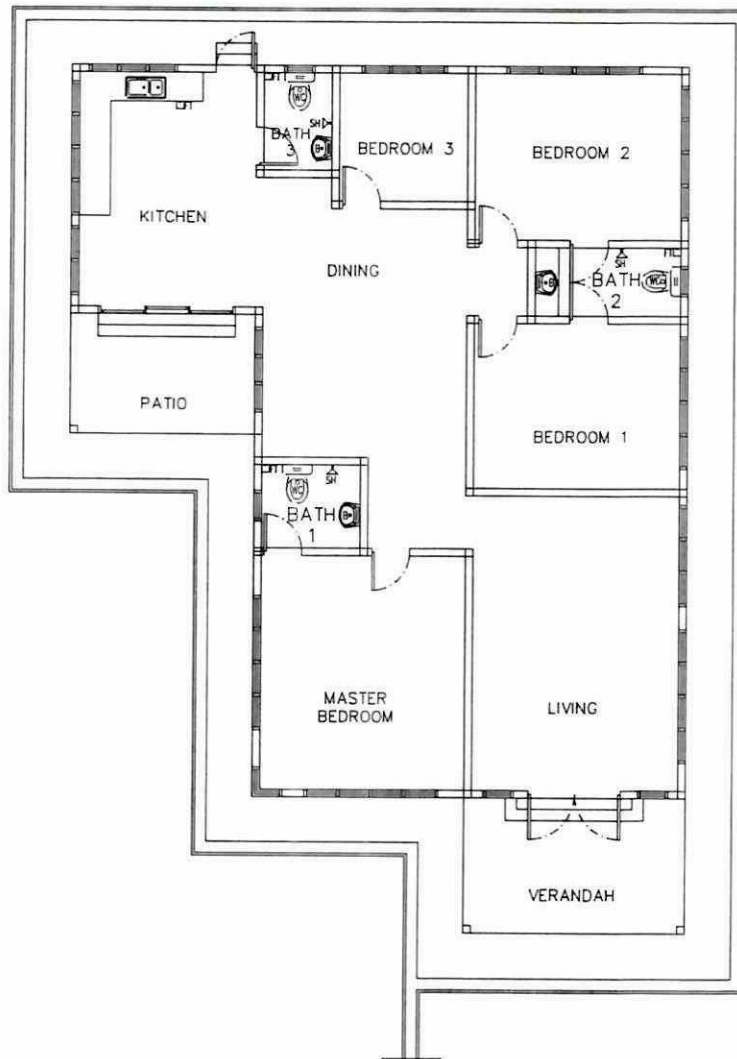 WC
SH
BATH
3
B
FT
BEDROOM 3
BEDROOM 2
KITCHEN
DINING
B
SH
WC
BATH
2
PATIO
BEDROOM 1
WC
SH
BATH
1
B
MASTER
BEDROOM
LIVING
VERANDAH